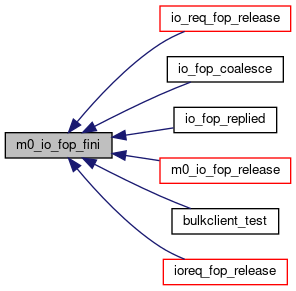 io_req_fop_release
io_fop_coalesce
io_fop_replied
m0_io_fop_fini
m0_io_fop_release
bulkclient_test
ioreq_fop_release